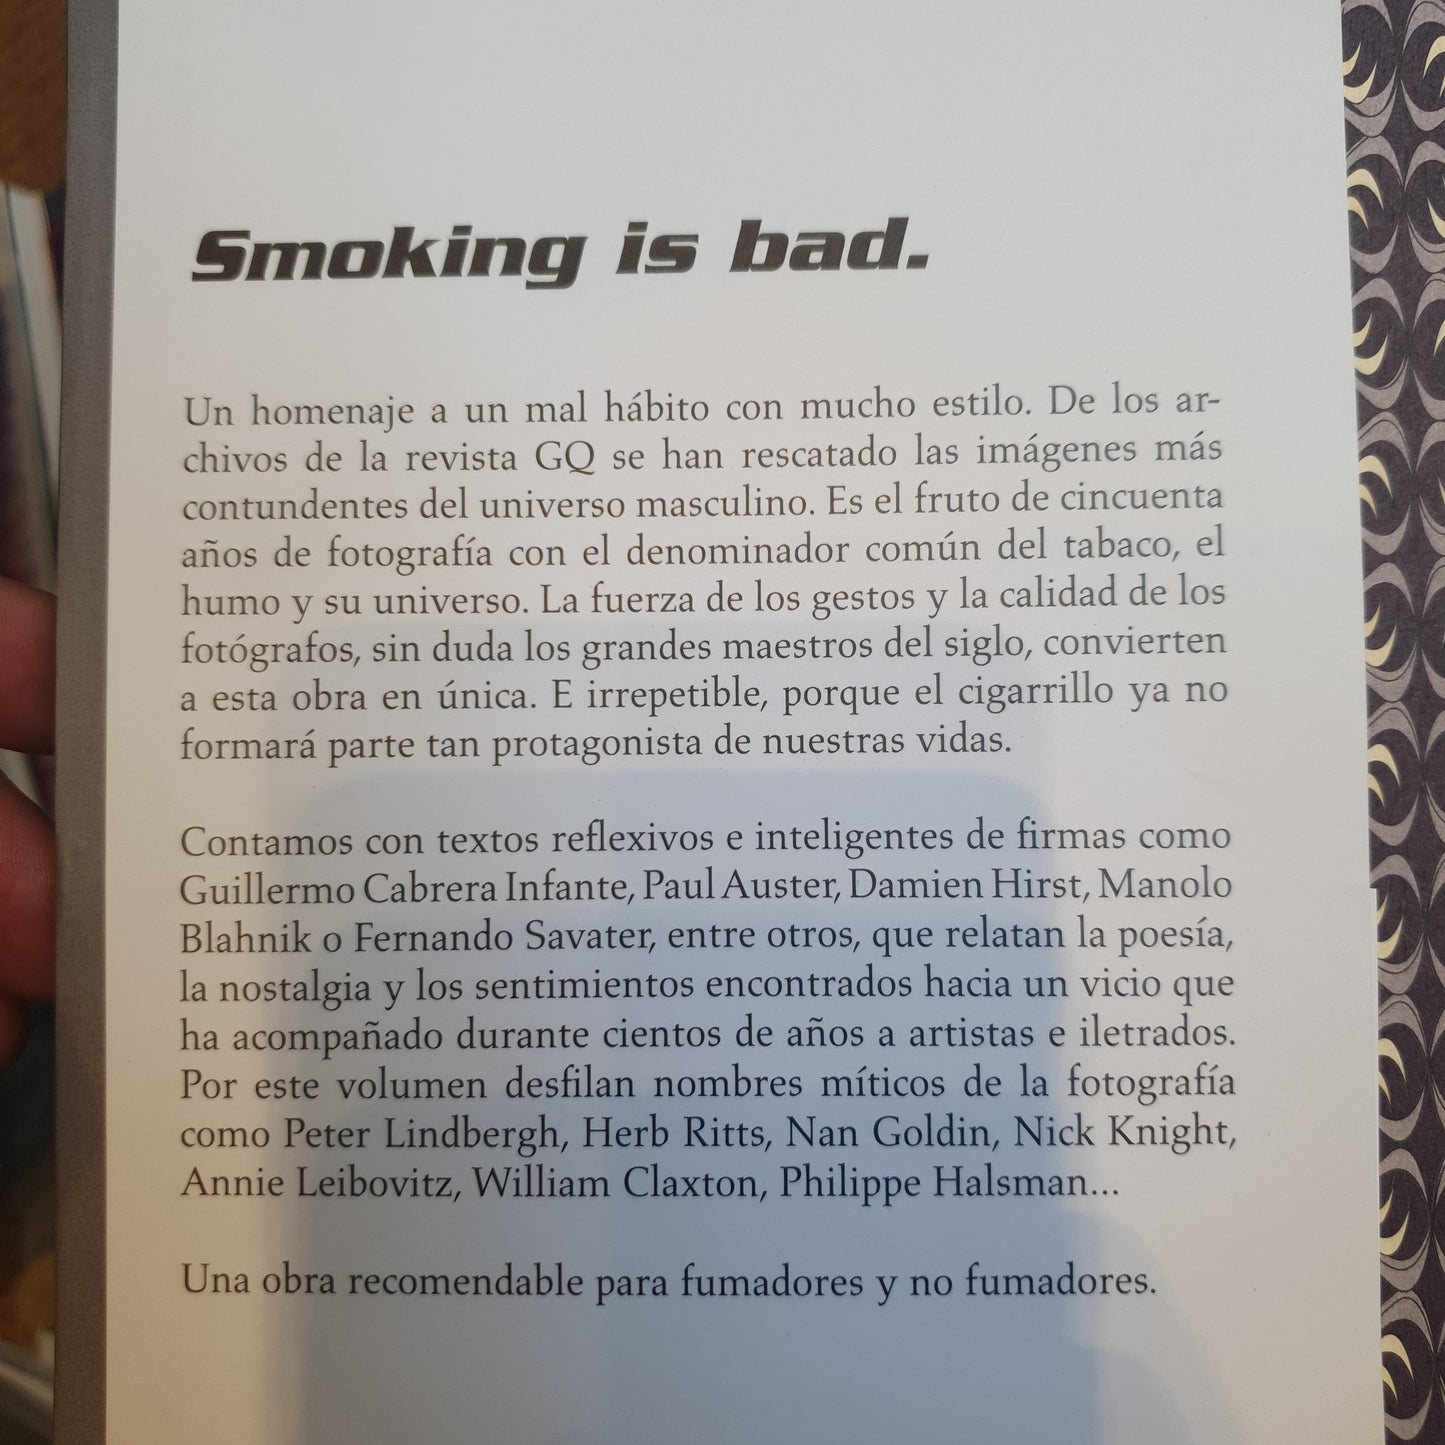 Smoking is bad.
Un homenaje a un mal hábito con mucho estilo. De los ar-
chivos de la revista GQ se han rescatado las imágenes más
contundentes del universo masculino. Es el fruto de cincuenta
años de fotografía con el denominador común del tabaco, el
humo y su universo. La fuerza de los gestos y la calidad de los
fotógrafos, sin duda los grandes maestros del siglo, convierten
a esta obra en única. E irrepetible, porque el cigarrillo ya no
formará parte tan protagonista de nuestras vidas.
Contamos con textos reflexivos e inteligentes de firmas como
Guillermo Cabrera Infante, Paul Auster, Damien Hirst, Manolo
Blahnik o Fernando Savater, entre otros, que relatan la poesía,
la nostalgia y los sentimientos encontrados hacia un vicio que
ha acompañado durante cientos de años a artistas e iletrados.
Por este volumen desfilan nombres míticos de la fotografía
como Peter Lindbergh, Herb Ritts, Nan Goldin, Nick Knight,
Annie Leibovitz, William Claxton, Philippe Halsman...
Una obra recomendable para fumadores y no fumadores.